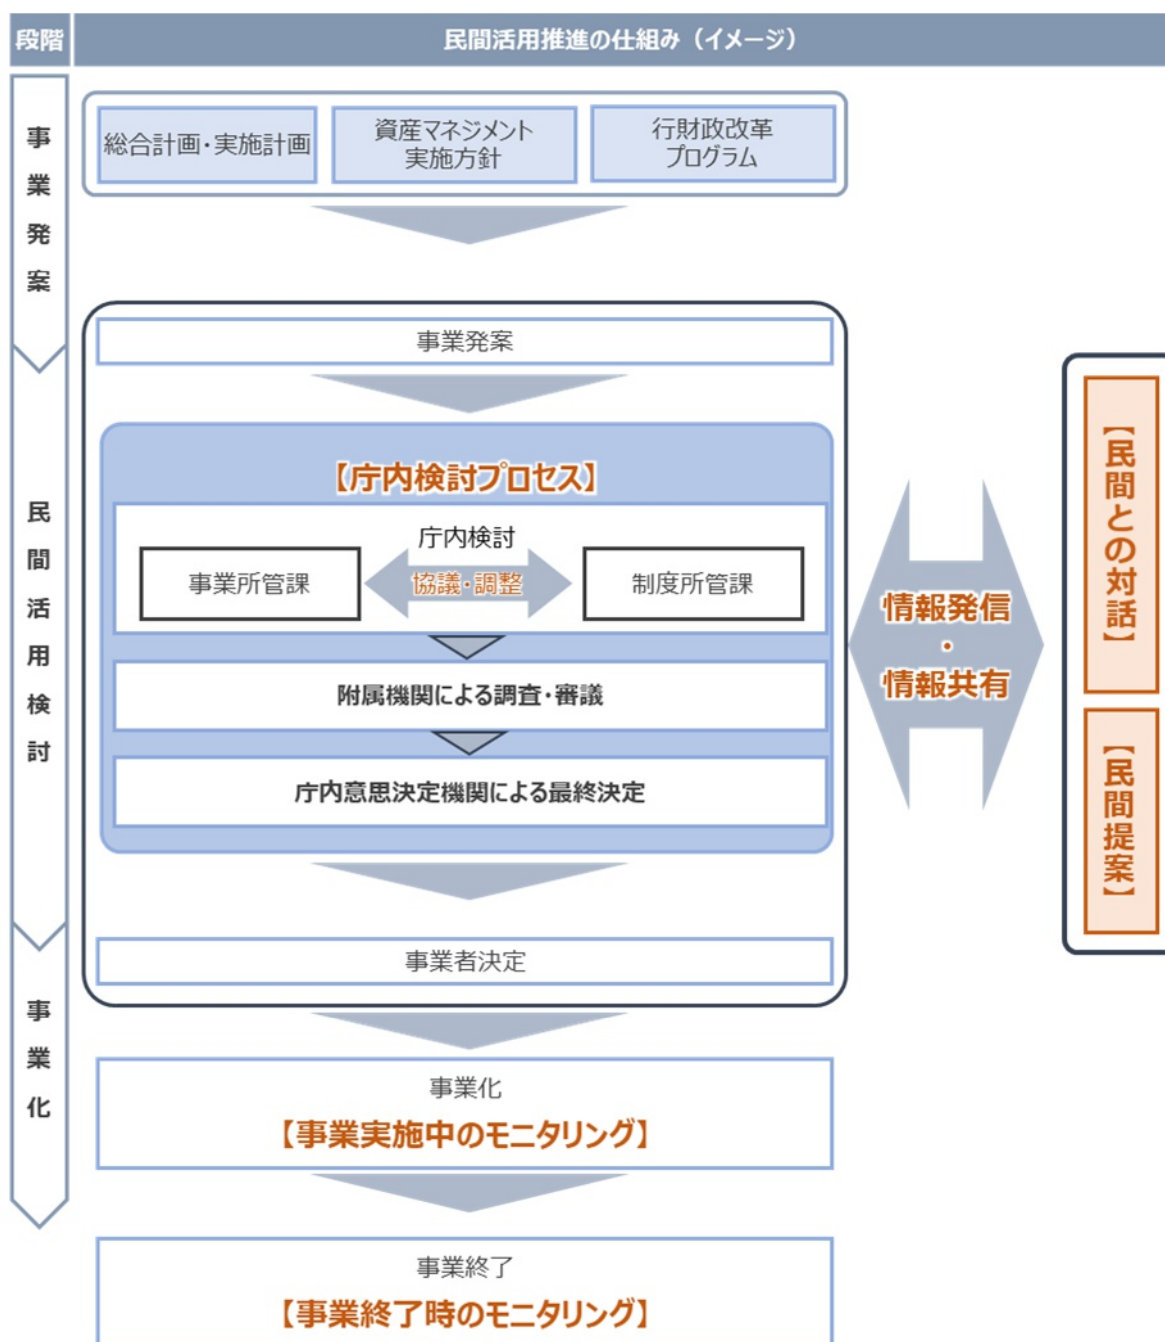 段階
民間活用推進の仕組み（イメージ）
事業発案
総合計画・実施計画
資産マネジメント
実施方針
行財政改革
プログラム
事業発案
民間活用検討
【庁内検討プロセス】
庁内検討
事業所管課
協議・調整
制度所管課
附属機関による調査・審議
庁内意思決定機関による最終決定
情報発信
・
情報共有
【民間との対話】
【民間提案】
事業者決定
事業化
事業化
【事業実施中のモニタリング】
事業終了
【事業終了時のモニタリング】